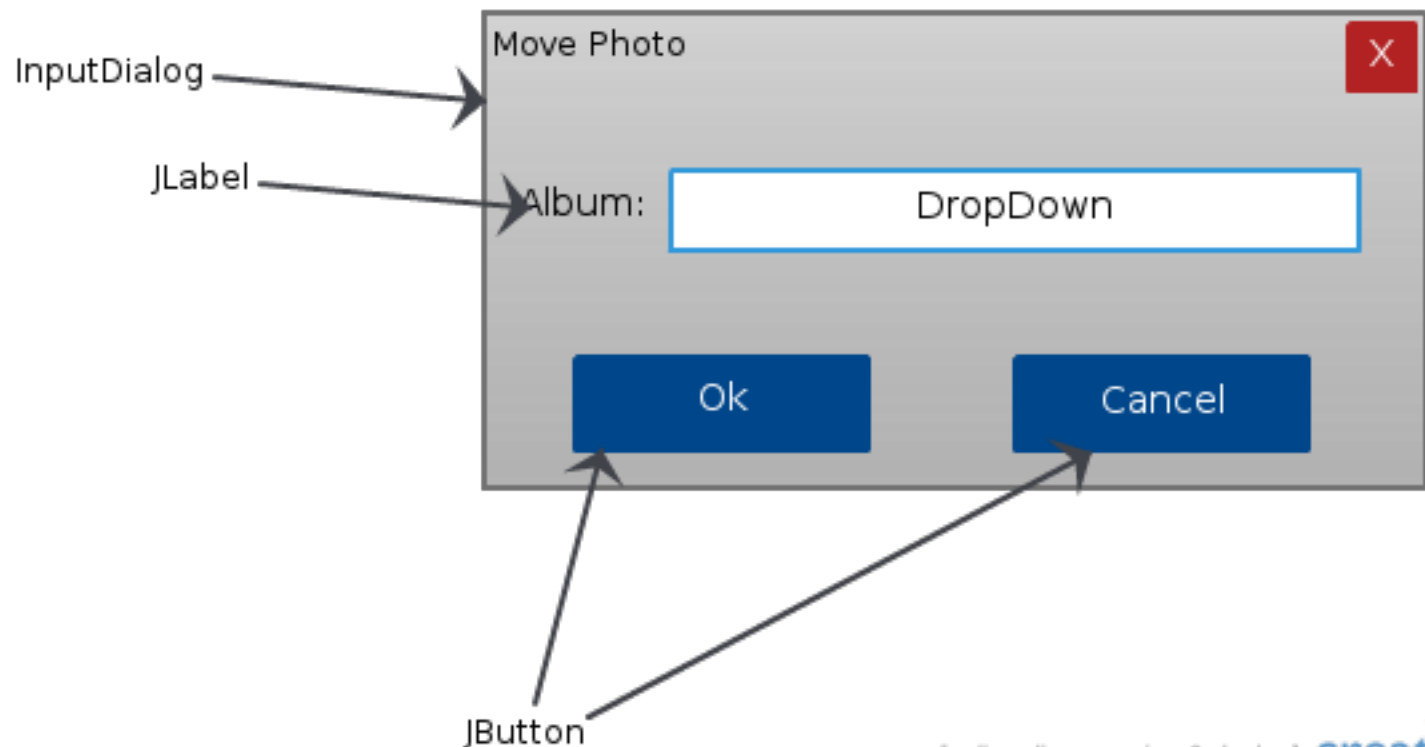 Move Photo
X
InputDialog
JLabel
Album:
DropDown
Ok
Cancel
JButton